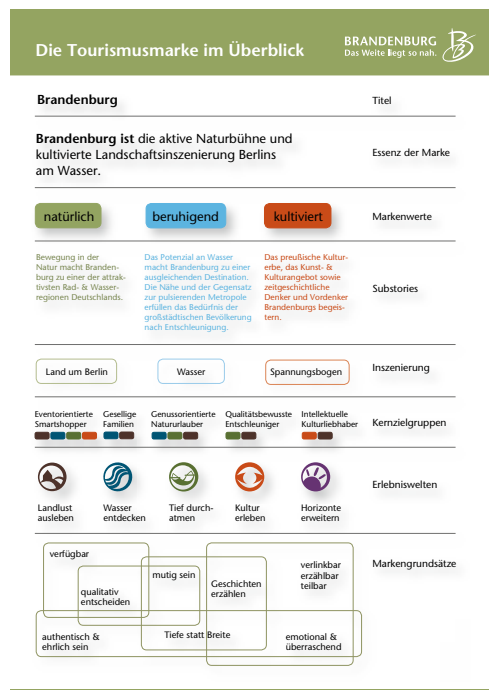 Die Tourismusmarke im Überblick
BRANDENBURG
Das Weite liegt so nah.
Brandenburg
Titel
Brandenburg ist die aktive Naturbühne und
kultivierte Landschaftsinszenierung Berlins
am Wasser.
Essenz der Marke
natürlich
beruhigend
kultiviert
Markenwerte
Bewegung in der
Natur macht Branden-
burg zu einer der attrak-
tivsten Rad- & Wasser-
regionen Deutschlands.
Das Potenzial an Wasser
macht Brandenburg zu einer
ausgleichenden Destination.
Die Nähe und der Gegensatz
zur pulsierenden Metropole
erfüllen das Bedürfnis der
großstädtischen Bevölkerung
nach Entschleunigung.
Das preußische Kultur-
erbe, das Kunst- &
Kulturangebot sowie
zeitgeschichtliche
Denker und Vordenker
Brandenburgs begeis-
tern.
Substories
Land um Berlin
Wasser
Spannungsbogen
Inszenierung
Eventorientierte
Smartshopper
Gesellige
Familien
Genussorientierte
Natururlauber
Qualitätsbewusste
Entschleuniger
Intellektuelle
Kulturliebhaber
Kernzielgruppen
Landlust
ausleben
Wasser
entdecken
Tief durch-
atmen
Kultur
erleben
Horizonte
erweitern
Erlebniswelten
verfügbar
qualitativ
entscheiden
mutig sein
Geschichten
erzählen
verlinkbar
erzählbar
teilbar
Markengrundsätze
authentisch &
ehrlich sein
Tiefe statt Breite
emotional &
überraschend